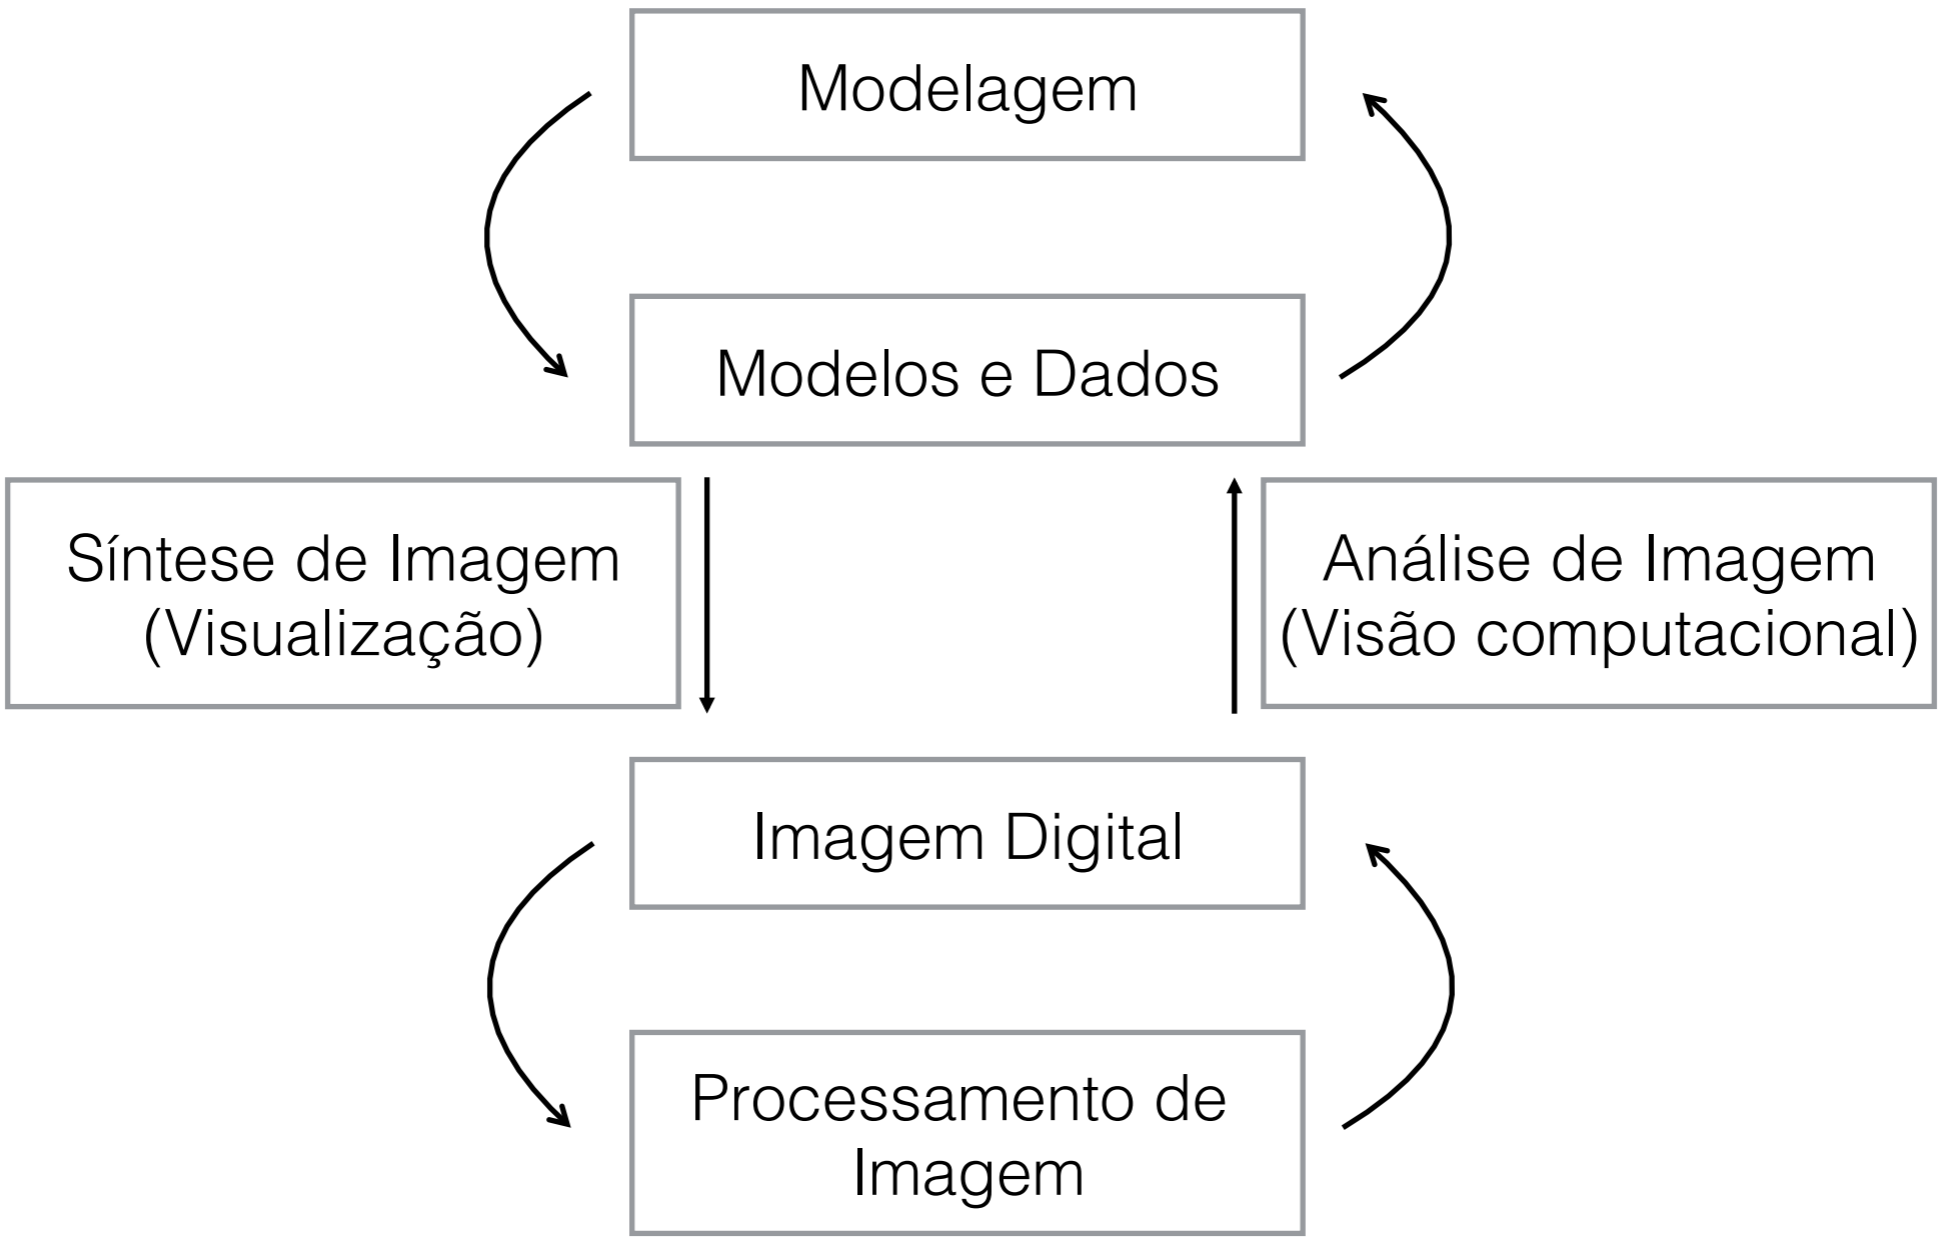 Modelagem
Modelos e Dados
Síntese de Imagem
(Visualização)
Análise de Imagem
(Visão computacional)
Imagem Digital
Processamento de
Imagem